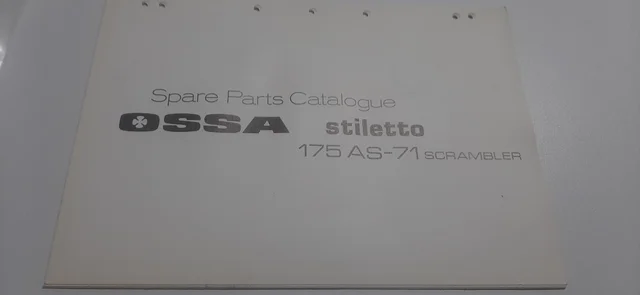 Spare Parts Catalogue
OSSA stiletto
175 AS-71 SCRAMBLER